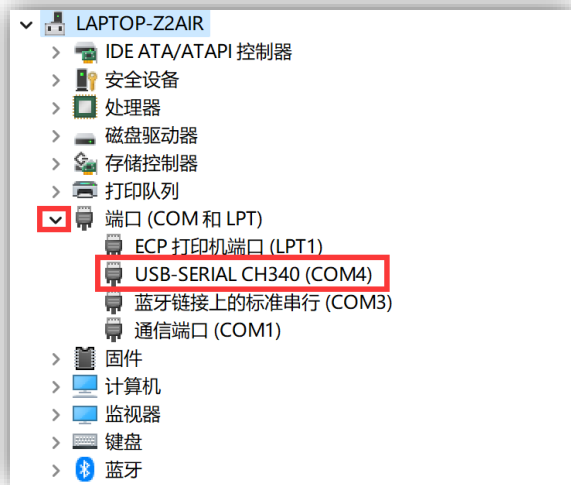 LAPTOP-Z2AIR
IDE ATA/ATAPI 控制器
安全设备
处理器
磁盘驱动器
存储控制器
打印队列
端口 (COM 和 LPT)
ECP 打印机端口 (LPT1)
USB-SERIAL CH340 (COM4)
蓝牙链接上的标准串行 (COM3)
通信端口 (COM1)
固件
计算机
监视器
键盘
蓝牙